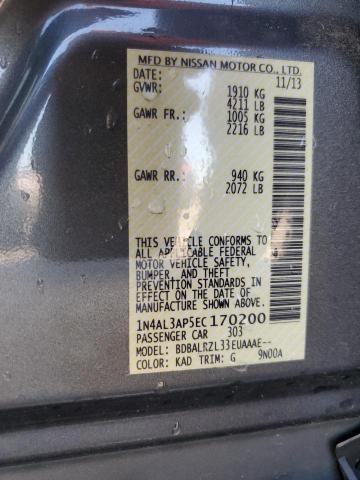 MFD BY NISSAN MOTOR CO., LTD.
DATE 11/13
GVWR: 1910 KG
4211 LB
GAWR FR.: 1005 KG
2216 LB
GAWR RR.: 940 KG
2072 LB
THIS VEHICLE CONFORMS TO
ALL APPLICABLE FEDERAL
MOTOR VEHICLE SAFETY,
BUMPER, AND THEFT
PREVENTION STANDARDS IN
EFFECT ON THE DATE OF
MANUFACTURE SHOWN ABOVE.
1N4AL3AP5EC170200
PASSENGER CAR 303
MODEL: BDBALRZL33EUAAAE--
COLOR: KAD TRIM: G 9N00A